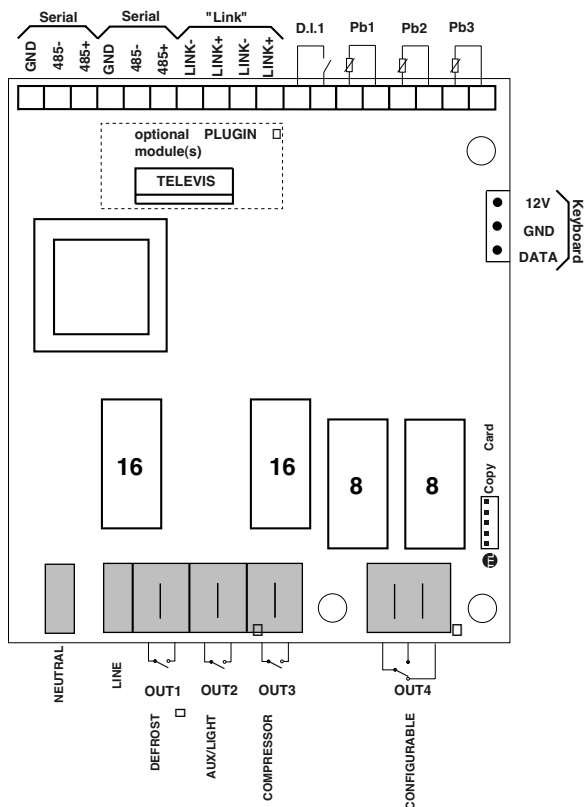 Serial Serial "Link" D.I.1 Pb1 Pb2 Pb3
GND 485- 485+ GND 485- 485+ LINK- LINK+ LINK- LINK+
optional PLUGIN
module(s)
TELEVIS
12V
GND
DATA
Keyboard
16 16 8 8
Copy Card
NEUTRAL
LINE
OUT1 OUT2 OUT3 OUT4
DEFROST
AUX/LIGHT
COMPRESSOR
CONFIGURABLE